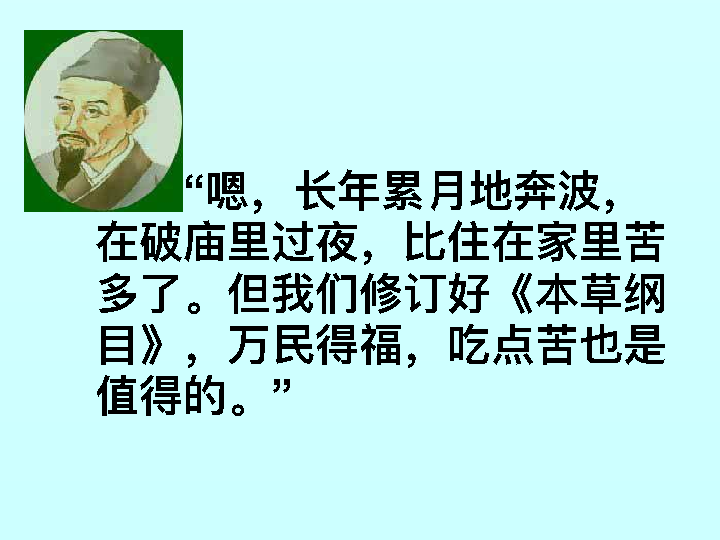 “嗯，长年累月地奔波，
在破庙里过夜，比住在家里苦
多了。但我们修订好《本草纲
目》，万民得福，吃点苦也是
值得的。”